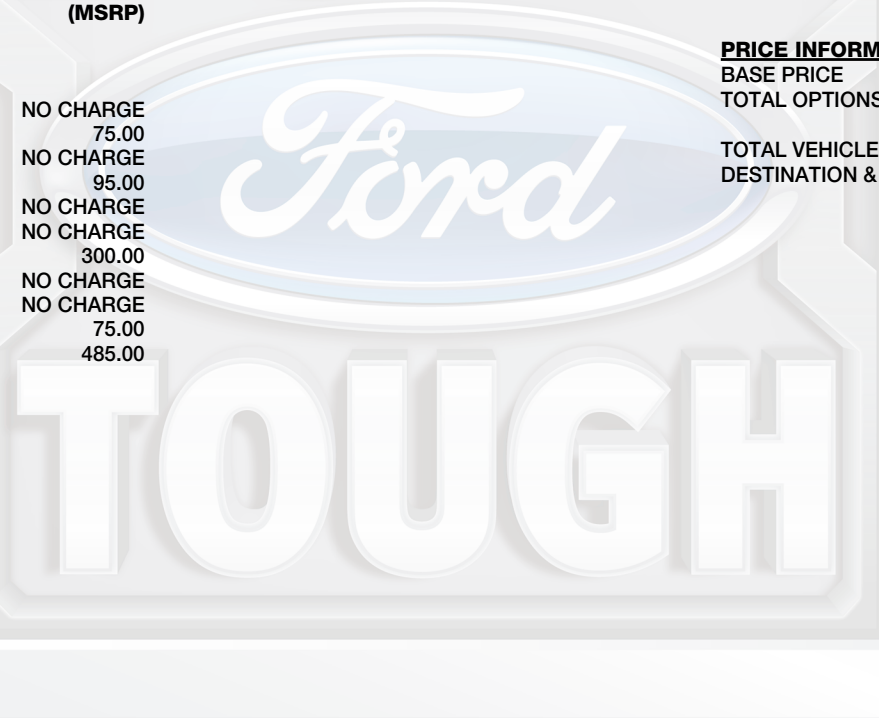 (MSRP)
NO CHARGE
75.00
NO CHARGE
95.00
NO CHARGE
NO CHARGE
300.00
NO CHARGE
NO CHARGE
75.00
485.00
PRICE INFORM
BASE PRICE
TOTAL OPTIONS
TOTAL VEHICLE
DESTINATION &
Ford
TOUGH